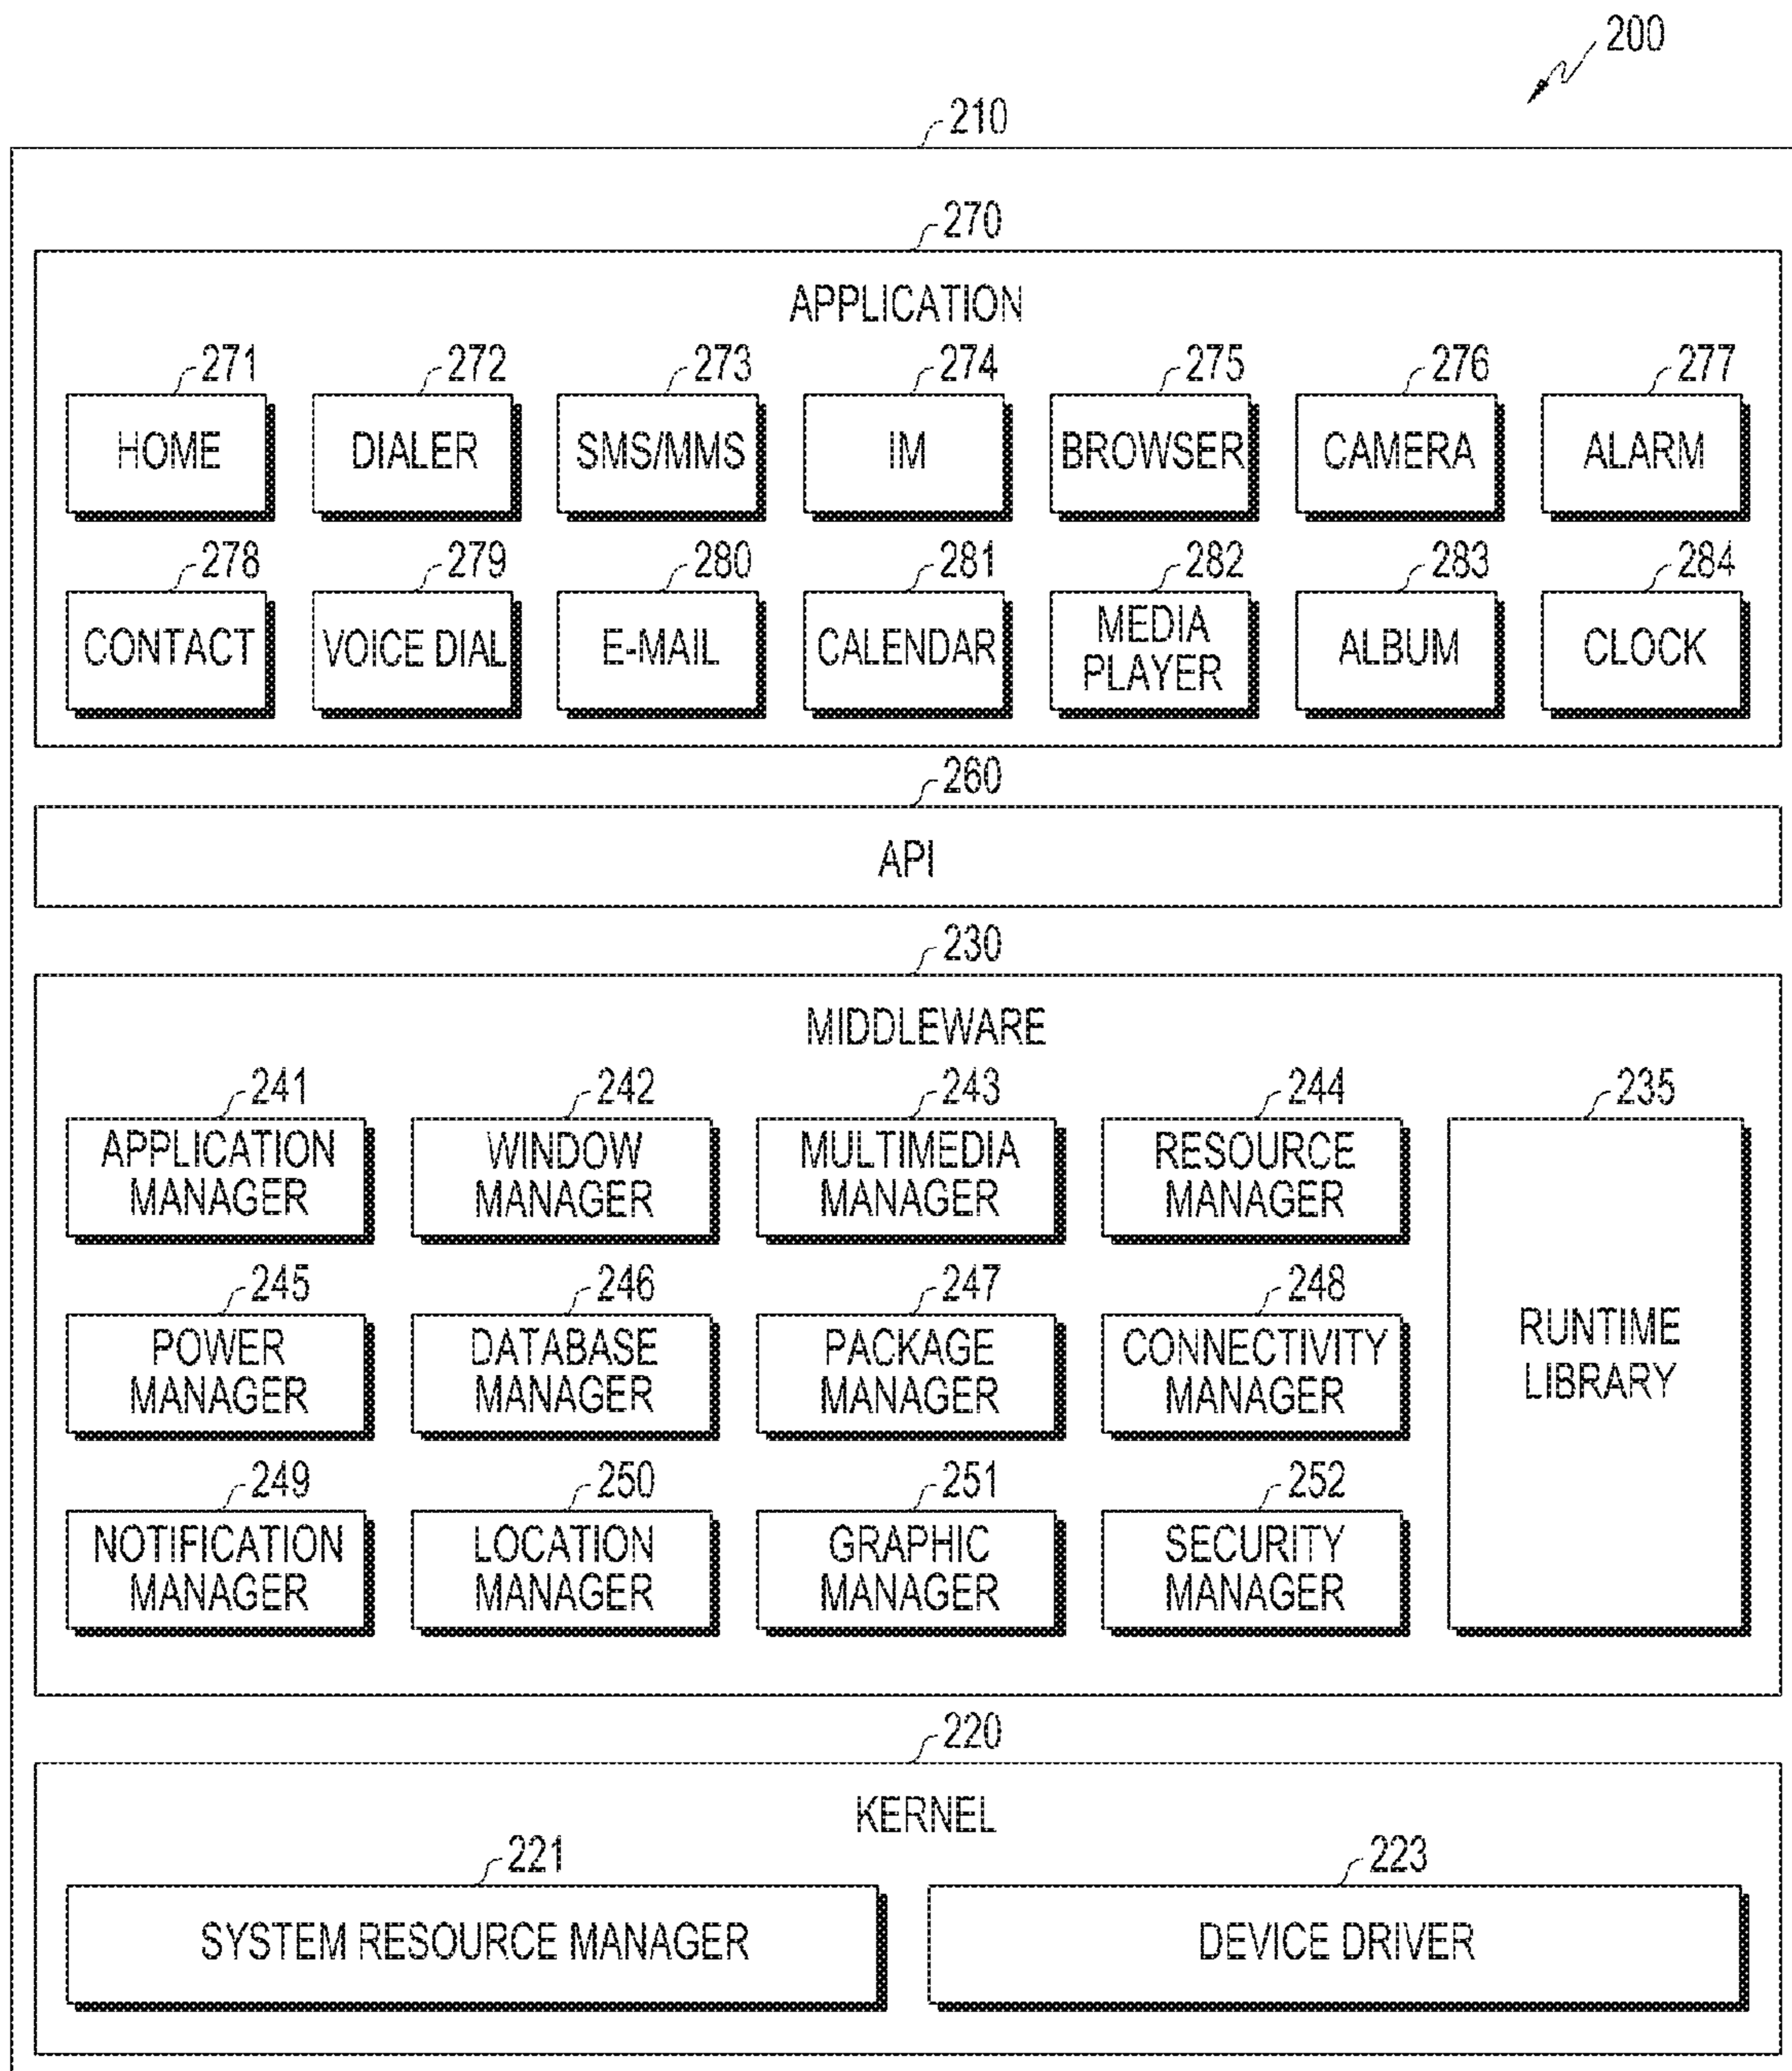 200
210
270
APPLICATION
271 272 273 274 275 276 277
HOME DIALER SMS/MMS IM BROWSER CAMERA ALARM
278 279 280 281 282 283 284
CONTACT VOICE DIAL E-MAIL CALENDAR MEDIA PLAYER ALBUM CLOCK
260
API
230
MIDDLEWARE
241 242 243 244 235
APPLICATION MANAGER WINDOW MANAGER MULTIMEDIA MANAGER RESOURCE MANAGER
245 246 247 248
POWER MANAGER DATABASE MANAGER PACKAGE MANAGER CONNECTIVITY MANAGER RUNTIME LIBRARY
249 250 251 252
NOTIFICATION MANAGER LOCATION MANAGER GRAPHIC MANAGER SECURITY MANAGER
220
KERNEL
221 223
SYSTEM RESOURCE MANAGER DEVICE DRIVER